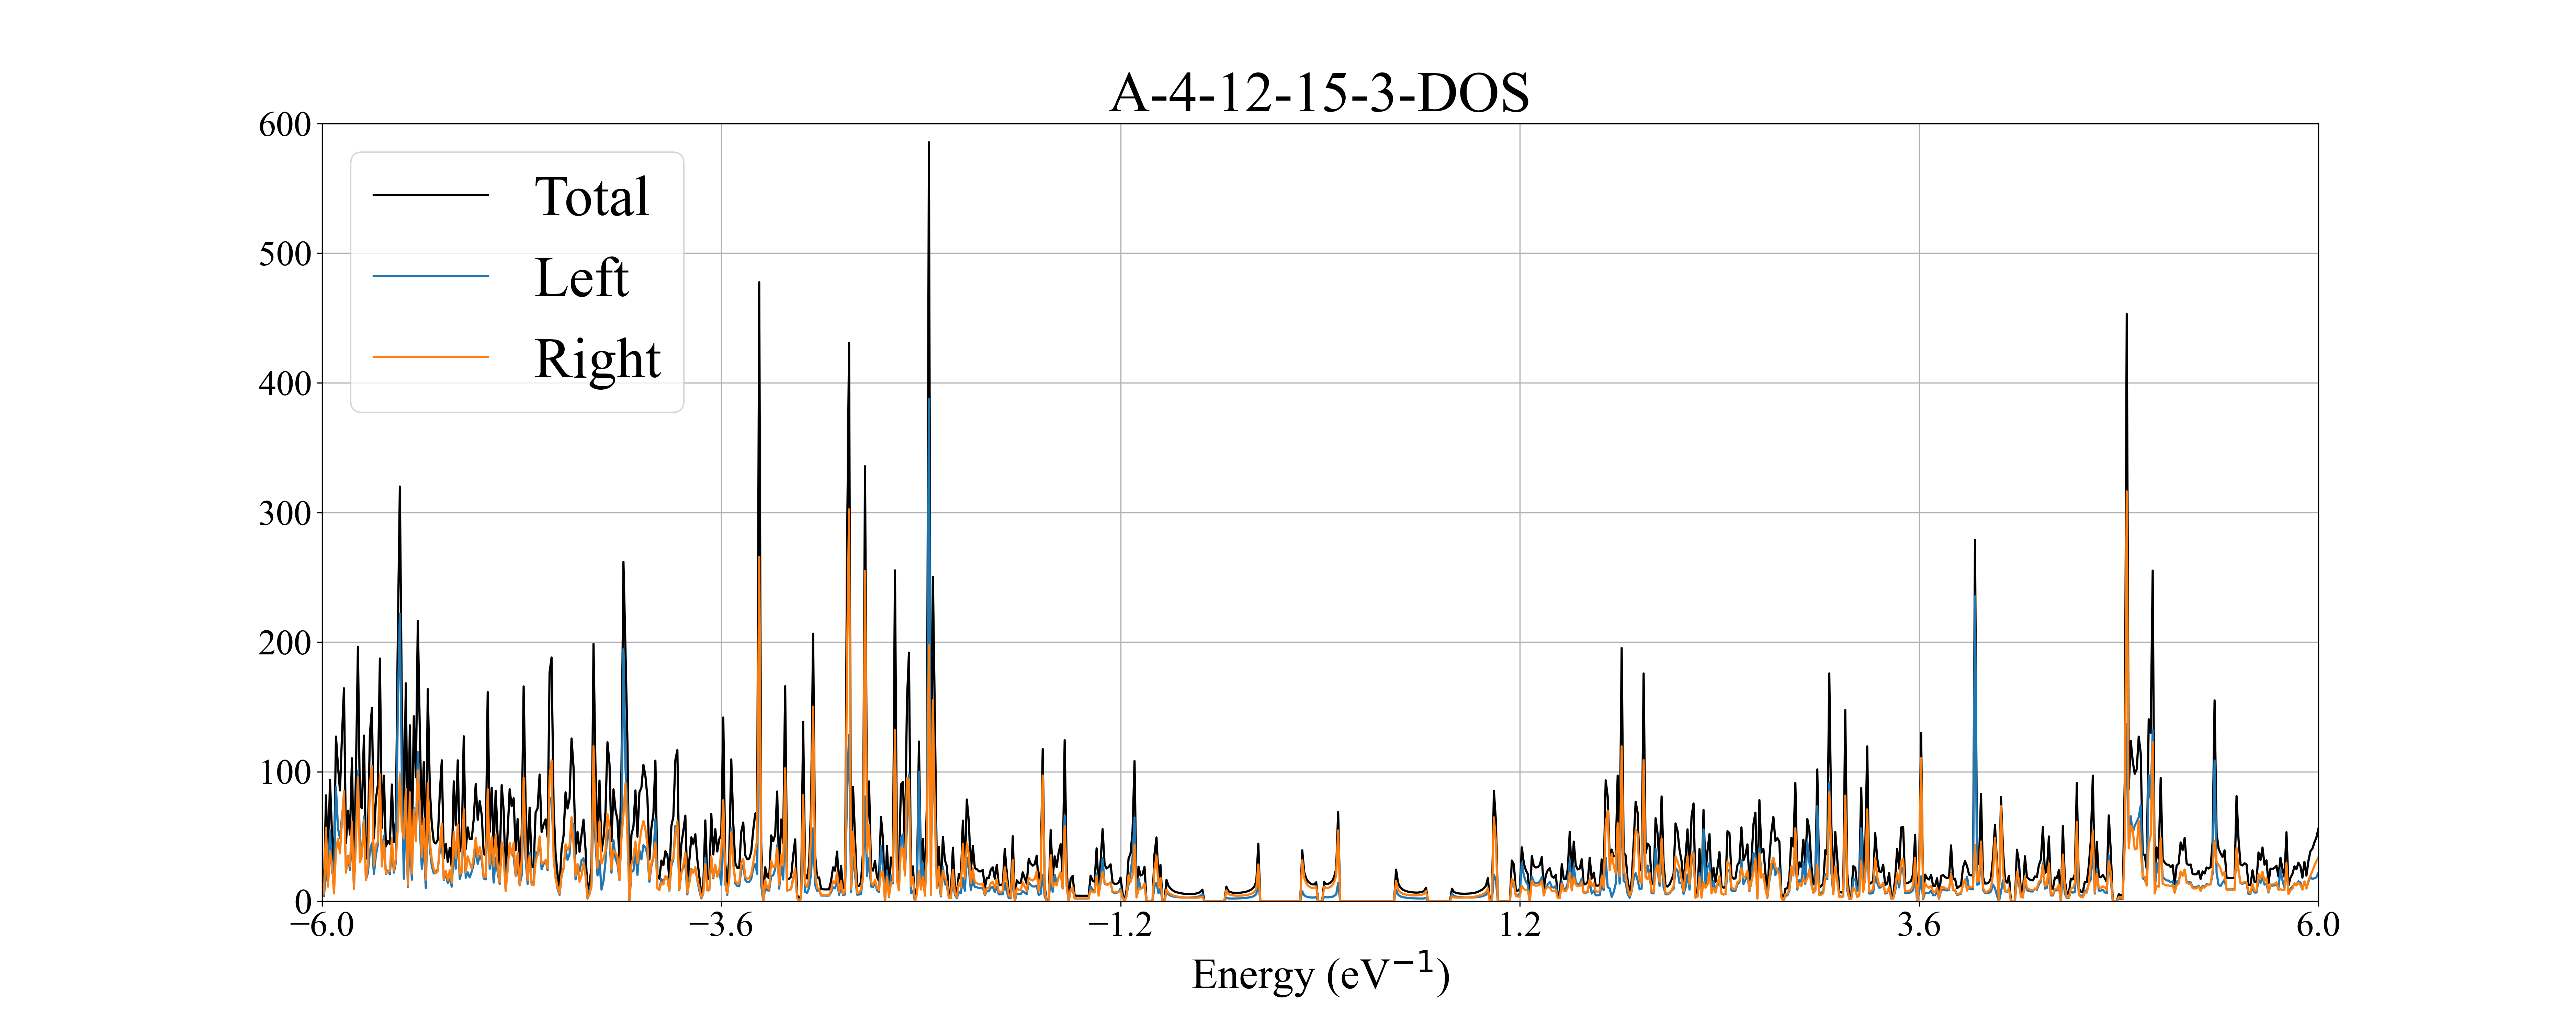 A-4-12-15-3-DOS
600
500
400
300
200
100
0
Total
Left
Right
−6.0 −3.6 −1.2 1.2 3.6 6.0
Energy (eV⁻¹)